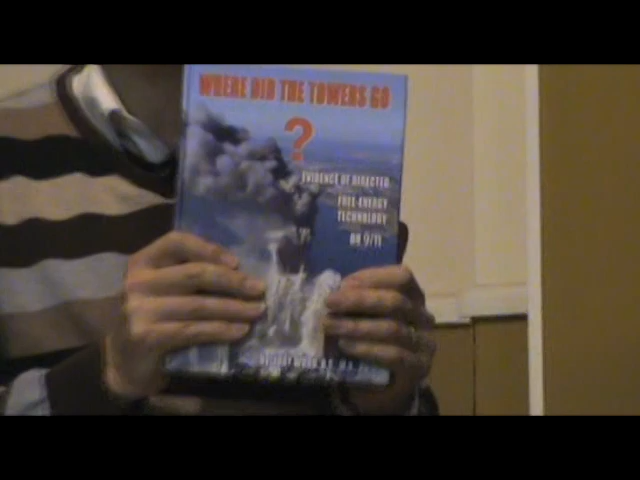 WHERE DID THE TOWERS GO
?
EVIDENCE OF DIRECTED
FREE-ENERGY
TECHNOLOGY
ON 9/11